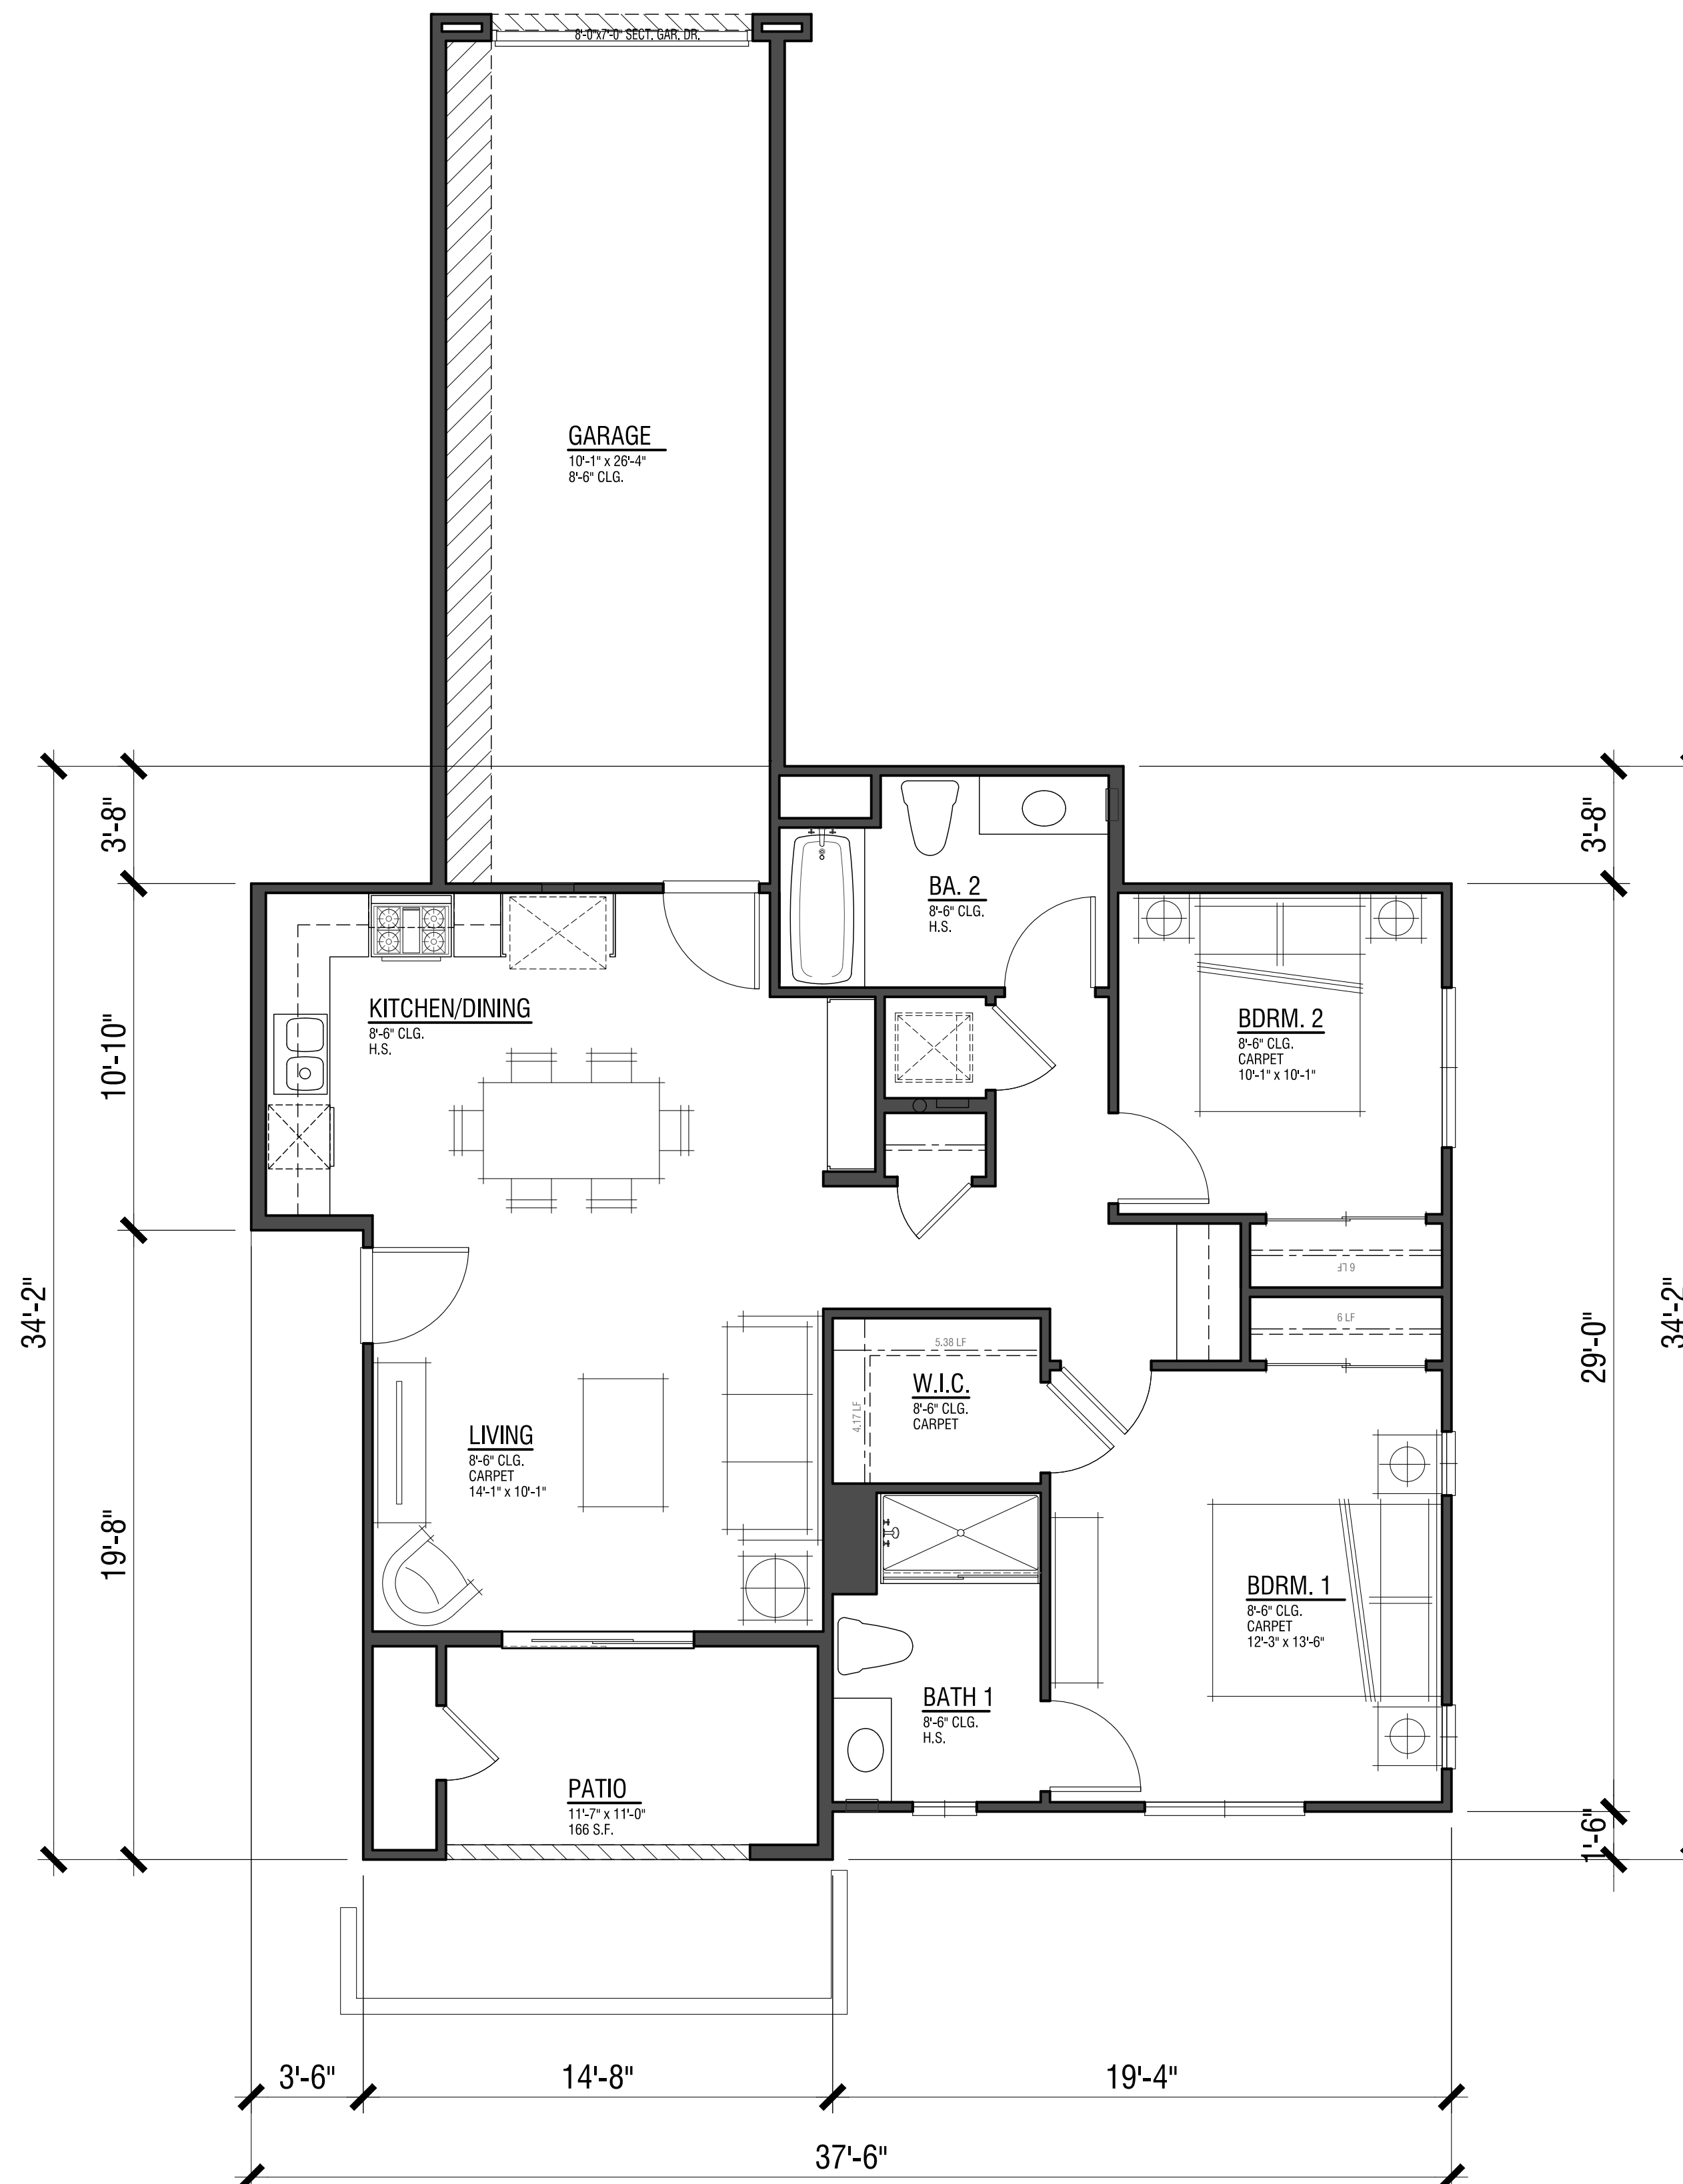 8'-0"x7'-0" SECT. GAR. DR.
GARAGE
10'-1" x 26'-4"
8'-6" CLG.
3'-8"
3'-8"
BA. 2
8'-6" CLG.
H.S.
KITCHEN/DINING
8'-6" CLG.
H.S.
BDRM. 2
8'-6" CLG.
CARPET
10'-1" x 10'-1"
10'-10"
6 LF
34'-2"
34'-2"
29'-0"
6 LF
5.38 LF
W.I.C.
8'-6" CLG.
CARPET
4.17 LF
LIVING
8'-6" CLG.
CARPET
14'-1" x 10'-1"
19'-8"
BDRM. 1
8'-6" CLG.
CARPET
12'-3" x 13'-6"
BATH 1
8'-6" CLG.
H.S.
PATIO
11'-7" x 11'-0"
166 S.F.
1'-6"
3'-6"
14'-8"
19'-4"
37'-6"